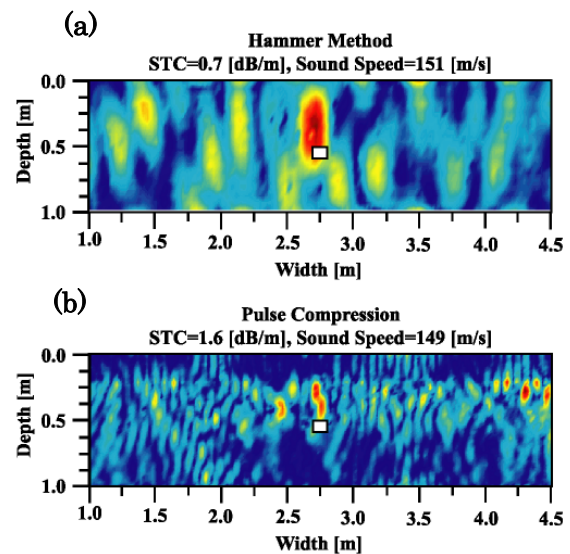 (a)
Hammer Method
STC=0.7 [dB/m], Sound Speed=151 [m/s]
0.0
0.5
1.0
Depth [m]
1.0 1.5 2.0 2.5 3.0 3.5 4.0 4.5
Width [m]
(b)
Pulse Compression
STC=1.6 [dB/m], Sound Speed=149 [m/s]
0.0
0.5
1.0
Depth [m]
1.0 1.5 2.0 2.5 3.0 3.5 4.0 4.5
Width [m]